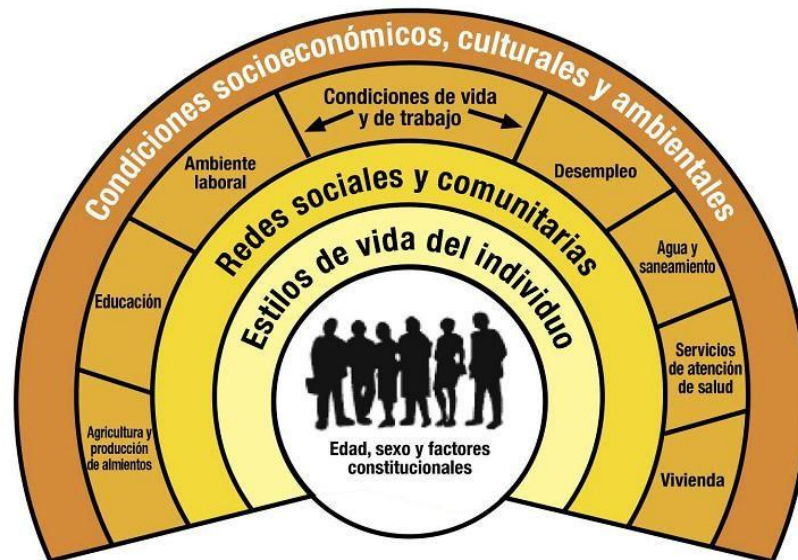 Condiciones socioeconómicos, culturales y ambientales
Condiciones de vida
y de trabajo
Ambiente
laboral
Desempleo
Educación
Agua y
saneamiento
Agricultura y
producción
de almientos
Servicios
de atención
de salud
Vivienda
Redes sociales y comunitarias
Estilos de vida del individuo
Edad, sexo y factores
constitucionales